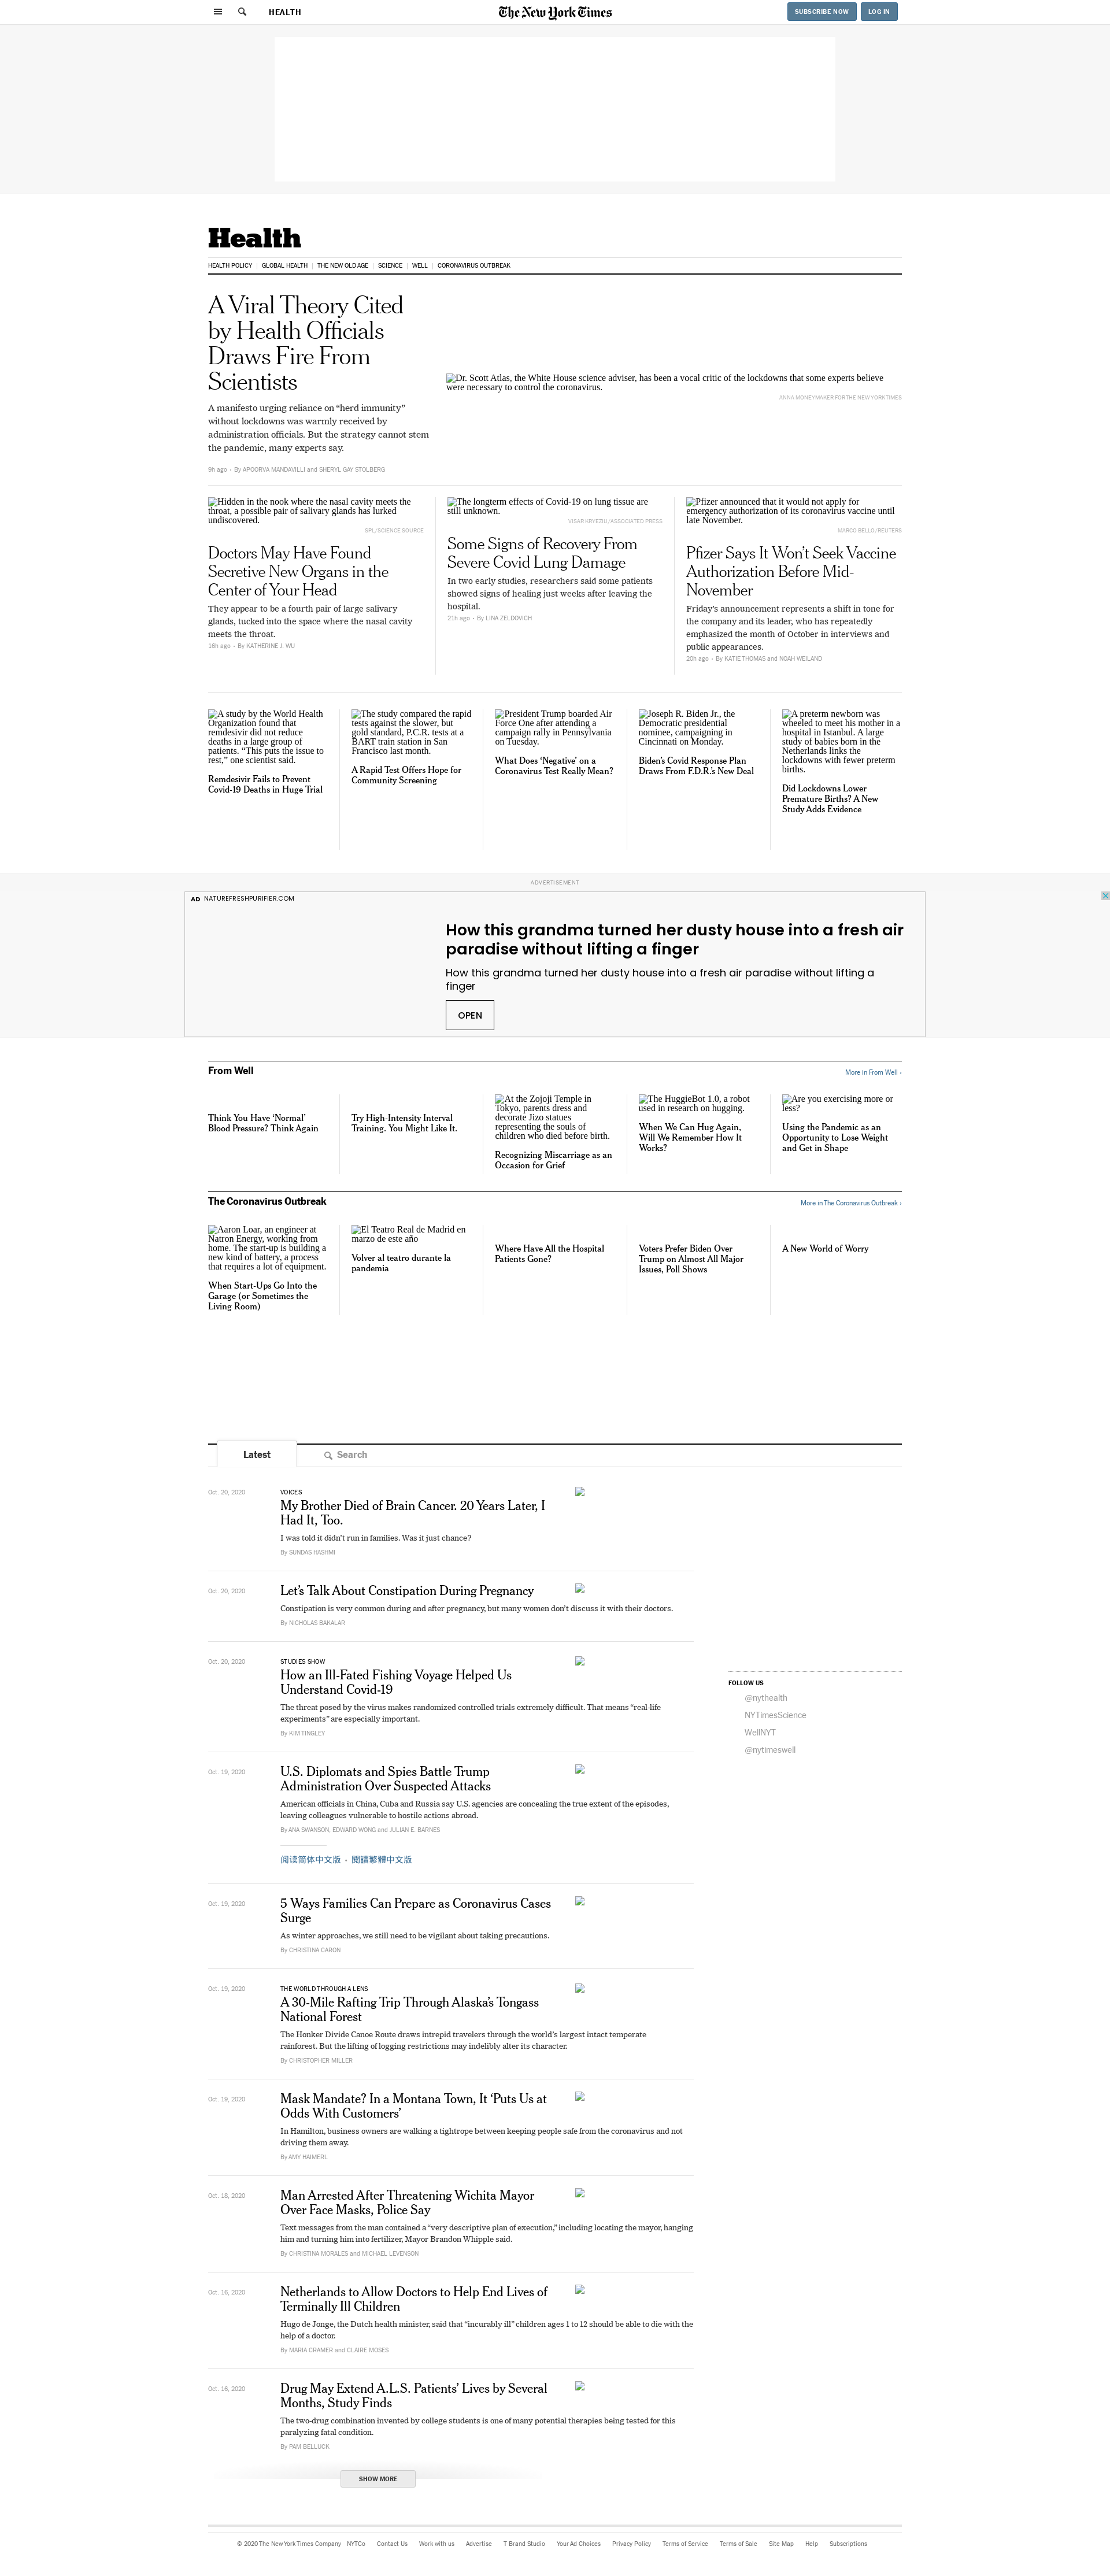 HEALTH
The New York Times
SUBSCRIBE NOW
LOG IN
Health
HEALTH POLICY
GLOBAL HEALTH
THE NEW OLD AGE
SCIENCE
WELL
CORONAVIRUS OUTBREAK
A Viral Theory Cited
by Health Officials
Draws Fire From
Scientists
A manifesto urging reliance on “herd immunity”
without lockdowns was warmly received by
administration officials. But the strategy cannot stem
the pandemic, many experts say.
9h ago • By APOORVA MANDAVILLI and SHERYL GAY STOLBERG
Dr. Scott Atlas, the White House science adviser, has been a vocal critic of the lockdowns that some experts believe
were necessary to control the coronavirus.
ANNA MONEYMAKER FOR THE NEW YORK TIMES
Hidden in the nook where the nasal cavity meets the
throat, a possible pair of salivary glands has lurked
undiscovered.
SPL/SCIENCE SOURCE
Doctors May Have Found
Secretive New Organs in the
Center of Your Head
They appear to be a fourth pair of large salivary
glands, tucked into the space where the nasal cavity
meets the throat.
16h ago • By KATHERINE J. WU
The longterm effects of Covid-19 on lung tissue are
still unknown.
VISAR KRYEZIU/ASSOCIATED PRESS
Some Signs of Recovery From
Severe Covid Lung Damage
In two early studies, researchers said some patients
showed signs of healing just weeks after leaving the
hospital.
21h ago • By LINA ZELDOVICH
Pfizer announced that it would not apply for
emergency authorization of its coronavirus vaccine until
late November.
MARCO BELLO/REUTERS
Pfizer Says It Won’t Seek Vaccine
Authorization Before Mid-
November
Friday’s announcement represents a shift in tone for
the company and its leader, who has repeatedly
emphasized the month of October in interviews and
public appearances.
20h ago • By KATIE THOMAS and NOAH WEILAND
A study by the World Health
Organization found that
remdesivir did not reduce
deaths in a large group of
patients. “This puts the issue to
rest,” one scientist said.
Remdesivir Fails to Prevent
Covid-19 Deaths in Huge Trial
The study compared the rapid
tests against the slower, but
gold standard, P.C.R. tests at a
BART train station in San
Francisco last month.
A Rapid Test Offers Hope for
Community Screening
President Trump boarded Air
Force One after attending a
campaign rally in Pennsylvania
on Tuesday.
What Does ‘Negative’ on a
Coronavirus Test Really Mean?
Joseph R. Biden Jr., the
Democratic presidential
nominee, campaigning in
Cincinnati on Monday.
Biden’s Covid Response Plan
Draws From F.D.R.’s New Deal
A preterm newborn was
wheeled to meet his mother in a
hospital in Istanbul. A large
study of babies born in the
Netherlands links the
lockdowns with fewer preterm
births.
Did Lockdowns Lower
Premature Births? A New
Study Adds Evidence
ADVERTISEMENT
AD NATUREFRESHPURIFIER.COM
How this grandma turned her dusty house into a fresh air
paradise without lifting a finger
How this grandma turned her dusty house into a fresh air paradise without lifting a
finger
OPEN
From Well
More in From Well ›
Think You Have ‘Normal’
Blood Pressure? Think Again
Try High-Intensity Interval
Training. You Might Like It.
At the Zojoji Temple in
Tokyo, parents dress and
decorate Jizo statues
representing the souls of
children who died before birth.
Recognizing Miscarriage as an
Occasion for Grief
The HuggieBot 1.0, a robot
used in research on hugging.
When We Can Hug Again,
Will We Remember How It
Works?
Are you exercising more or
less?
Using the Pandemic as an
Opportunity to Lose Weight
and Get in Shape
The Coronavirus Outbreak
More in The Coronavirus Outbreak ›
Aaron Loar, an engineer at
Natron Energy, working from
home. The start-up is building a
new kind of battery, a process
that requires a lot of equipment.
When Start-Ups Go Into the
Garage (or Sometimes the
Living Room)
El Teatro Real de Madrid en
marzo de este año
Volver al teatro durante la
pandemia
Where Have All the Hospital
Patients Gone?
Voters Prefer Biden Over
Trump on Almost All Major
Issues, Poll Shows
A New World of Worry
Latest
Search
Oct. 20, 2020
VOICES
My Brother Died of Brain Cancer. 20 Years Later, I
Had It, Too.
I was told it didn’t run in families. Was it just chance?
By SUNDAS HASHMI
Oct. 20, 2020
Let’s Talk About Constipation During Pregnancy
Constipation is very common during and after pregnancy, but many women don’t discuss it with their doctors.
By NICHOLAS BAKALAR
Oct. 20, 2020
STUDIES SHOW
How an Ill-Fated Fishing Voyage Helped Us
Understand Covid-19
The threat posed by the virus makes randomized controlled trials extremely difficult. That means “real-life
experiments” are especially important.
By KIM TINGLEY
FOLLOW US
@nythealth
NYTimesScience
WellNYT
@nytimeswell
Oct. 19, 2020
U.S. Diplomats and Spies Battle Trump
Administration Over Suspected Attacks
American officials in China, Cuba and Russia say U.S. agencies are concealing the true extent of the episodes,
leaving colleagues vulnerable to hostile actions abroad.
By ANA SWANSON, EDWARD WONG and JULIAN E. BARNES
阅读简体中文版 • 閱讀繁體中文版
Oct. 19, 2020
5 Ways Families Can Prepare as Coronavirus Cases
Surge
As winter approaches, we still need to be vigilant about taking precautions.
By CHRISTINA CARON
Oct. 19, 2020
THE WORLD THROUGH A LENS
A 30-Mile Rafting Trip Through Alaska’s Tongass
National Forest
The Honker Divide Canoe Route draws intrepid travelers through the world’s largest intact temperate
rainforest. But the lifting of logging restrictions may indelibly alter its character.
By CHRISTOPHER MILLER
Oct. 19, 2020
Mask Mandate? In a Montana Town, It ‘Puts Us at
Odds With Customers’
In Hamilton, business owners are walking a tightrope between keeping people safe from the coronavirus and not
driving them away.
By AMY HAIMERL
Oct. 18, 2020
Man Arrested After Threatening Wichita Mayor
Over Face Masks, Police Say
Text messages from the man contained a “very descriptive plan of execution,” including locating the mayor, hanging
him and turning him into fertilizer, Mayor Brandon Whipple said.
By CHRISTINA MORALES and MICHAEL LEVENSON
Oct. 16, 2020
Netherlands to Allow Doctors to Help End Lives of
Terminally Ill Children
Hugo de Jonge, the Dutch health minister, said that “incurably ill” children ages 1 to 12 should be able to die with the
help of a doctor.
By MARIA CRAMER and CLAIRE MOSES
Oct. 16, 2020
Drug May Extend A.L.S. Patients’ Lives by Several
Months, Study Finds
The two-drug combination invented by college students is one of many potential therapies being tested for this
paralyzing fatal condition.
By PAM BELLUCK
SHOW MORE
© 2020 The New York Times Company NYTCo Contact Us Work with us Advertise T Brand Studio Your Ad Choices Privacy Policy Terms of Service Terms of Sale Site Map Help Subscriptions